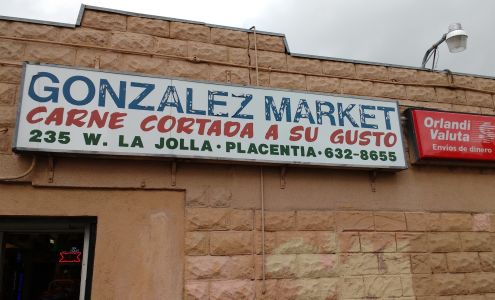 GONZALEZ MARKET
CARNE CORTADA A SU GUSTO
235 W. LA JOLLA · PLACENTIA · 632-8655
Orlandi
Valuta
Envíos de dinero